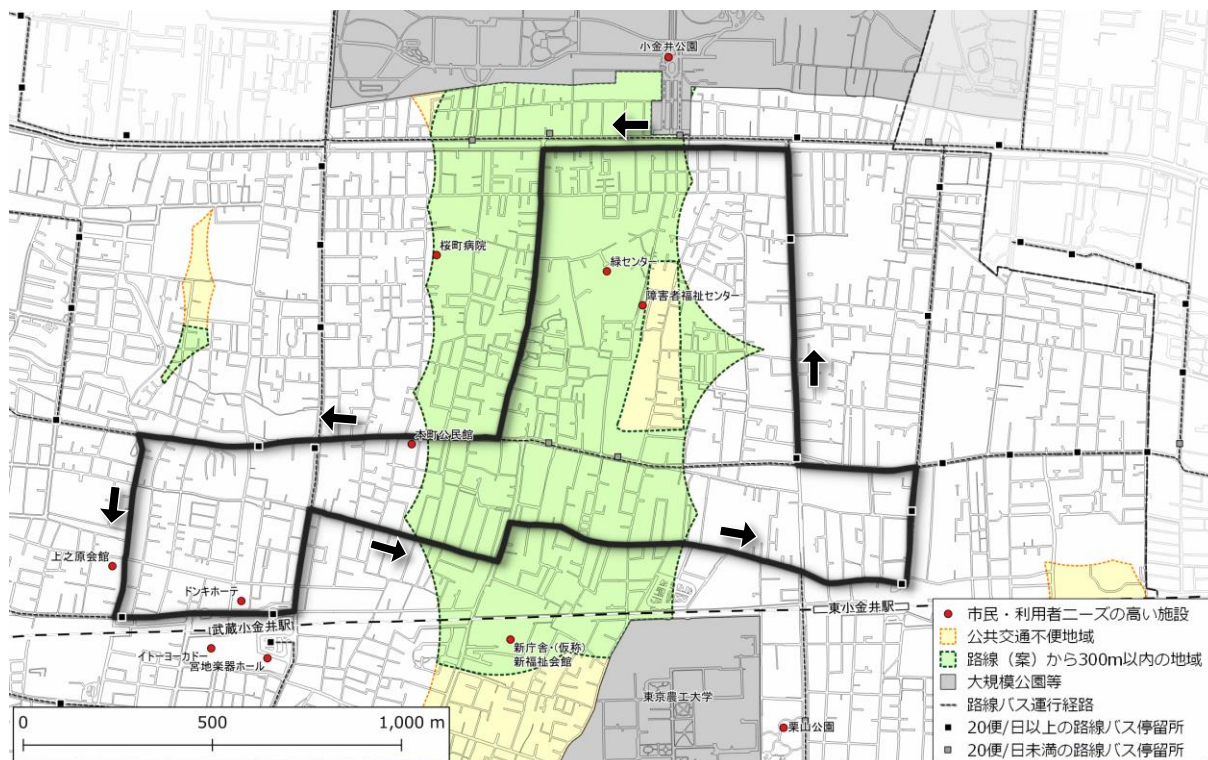 小金井公園
桜町病院
緑センター
障害者福祉センター
本町公民館
上之原会館
ドンキホーテ
武蔵小金井駅
東小金井駅
イトーヨーカドー
宮地楽器ホール
新庁舎・(仮称)
新福祉会館
東京農工大学
栗山公園
0 500 1,000 m
市民・利用者ニーズの高い施設
公共交通不便地域
路線（案）から300m以内の地域
大規模公園等
路線バス運行経路
20便/日以上の路線バス停留所
20便/日未満の路線バス停留所